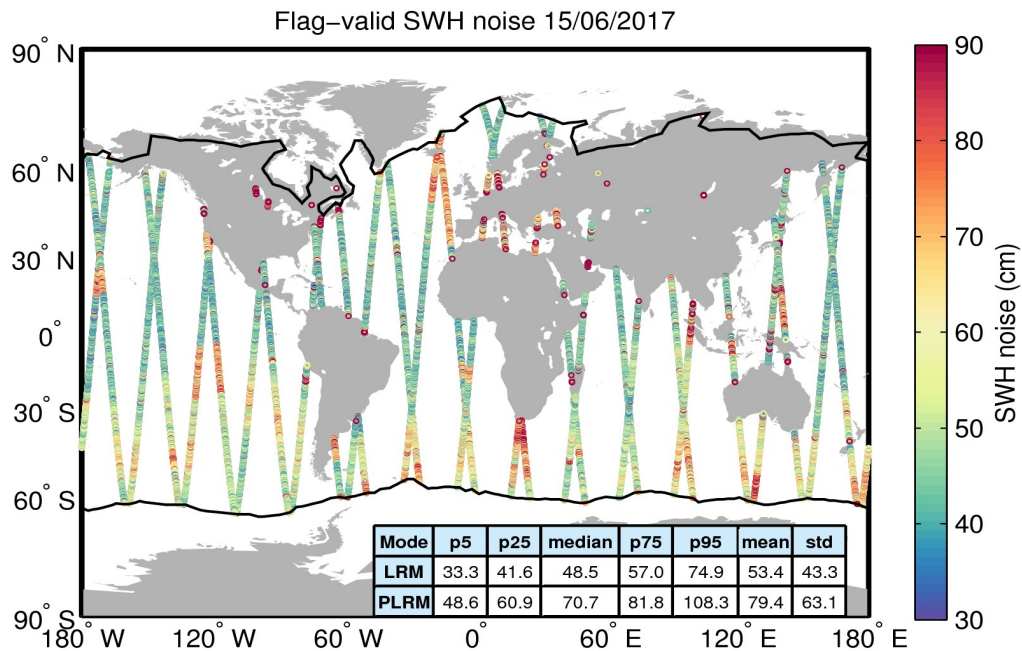 Flag−valid SWH noise 15/06/2017
90° N
60° N
30° N
0°
30° S
60° S
90° S
180° W
120° W
60° W
0°
60° E
120° E
180° E
Mode p5 p25 median p75 p95 mean std
LRM 33.3 41.6 48.5 57.0 74.9 53.4 43.3
PLRM 48.6 60.9 70.7 81.8 108.3 79.4 63.1
90
80
70
60
50
40
30
SWH noise (cm)